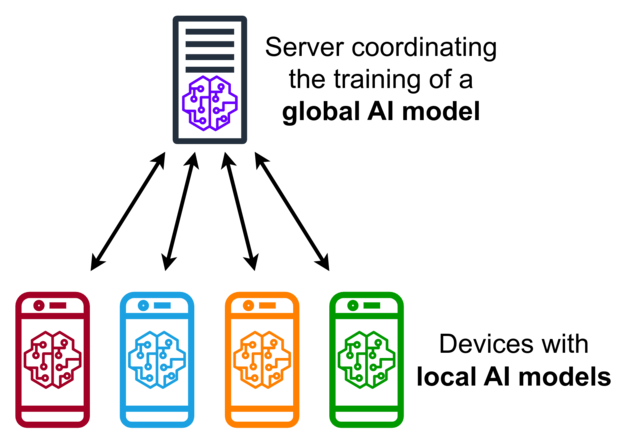 Server coordinating
the training of a
global AI model
Devices with
local AI models